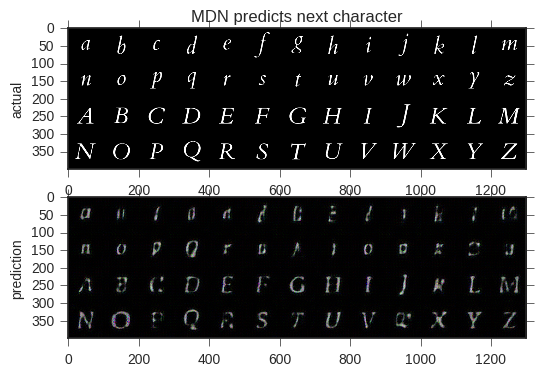 MDN predicts next character
0
50
100
150
200
250
300
350
actual
a b c d e f g h i j k l m
n o p q r s t u v w x y z
A B C D E F G H I J K L M
N O P Q R S T U V W X Y Z
0 200 400 600 800 1000 1200
0
50
100
150
200
250
300
350
prediction
n o p Q r
A B C D E F G H I J K L M
N O Q R S T U V X Y Z
0 200 400 600 800 1000 1200